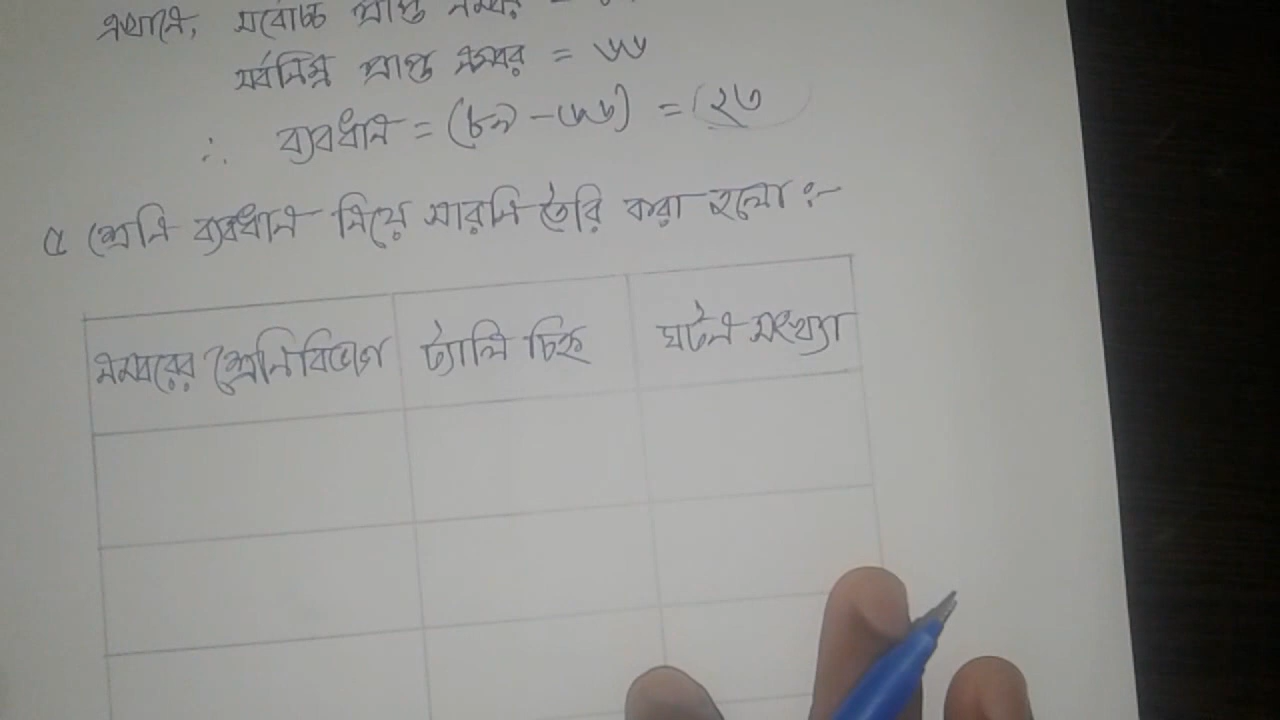 এখানে, সর্বোচ্চ প্রাপ্ত নম্বর =
সর্বনিম্ন প্রাপ্ত নম্বর = ৬৬
∴ ব্যবধান = (৮৯ - ৬৬) = ২৩
৫ শ্রেনি ব্যবধান নিয়ে সারনি তৈরি করা হলো :-
নম্বরের শ্রেনিবিভাগ ট্যালি চিহ্ন ঘটন সংখ্যা